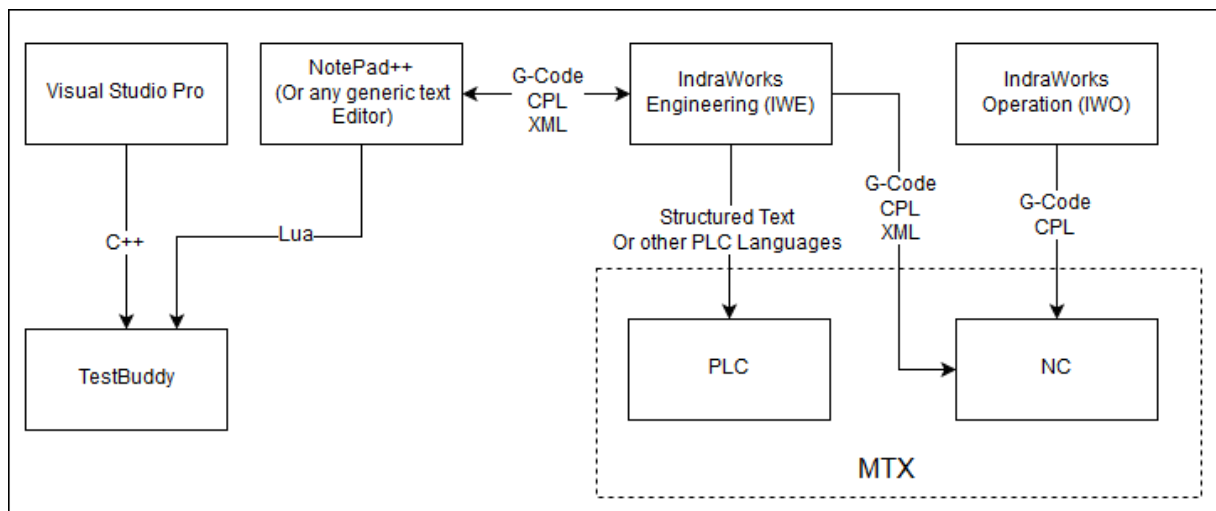 Visual Studio Pro
NotePad++
(Or any generic text
Editor)
G-Code
CPL
XML
IndraWorks
Engineering (IWE)
IndraWorks
Operation (IWO)
C++
Lua
Structured Text
Or other PLC Languages
G-Code
CPL
XML
G-Code
CPL
TestBuddy
PLC
NC
MTX